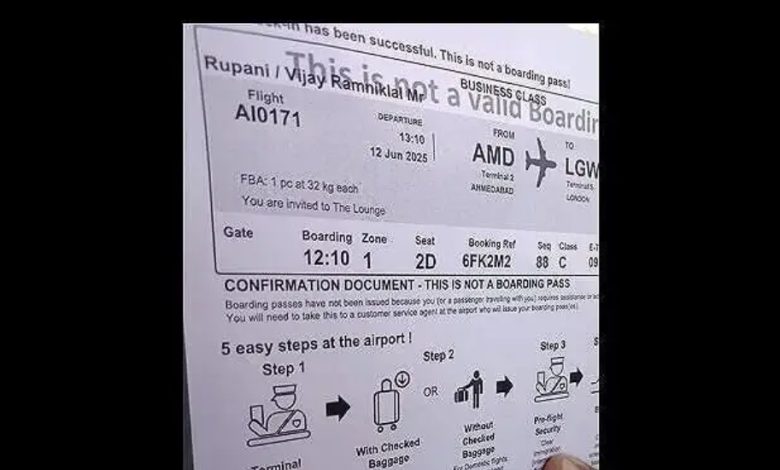 has been successful. This is not a boarding pass!
This is not a valid Boardin
Rupani / Vijay Ramniklal Mr
BUSINESS CLASS
Flight
AI0171
DEPARTURE
13:10
12 Jun 2025
FROM
AMD
Terminal 2
AHMEDABAD
TO
LGW
Terminal S
LONDON
FBA: 1 pc at 32 kg each
You are invited to The Lounge
Gate Boarding Zone Seat Booking Ref Seq Class E-T
12:10 1 2D 6FK2M2 88 C 09
CONFIRMATION DOCUMENT - THIS IS NOT A BOARDING PASS
Boarding passes have not been issued because you (or a passenger travelling with you) requires assistance or
You will need to take this to a customer service agent at the airport who will issue your boarding pass(es).
5 easy steps at the airport !
Step 1
Step 2
Step 3
OR
Terminal
With Checked
Baggage
Without
Checked
Baggage
For Domestic flights
Pre-flight
Security
Clear
Immigration